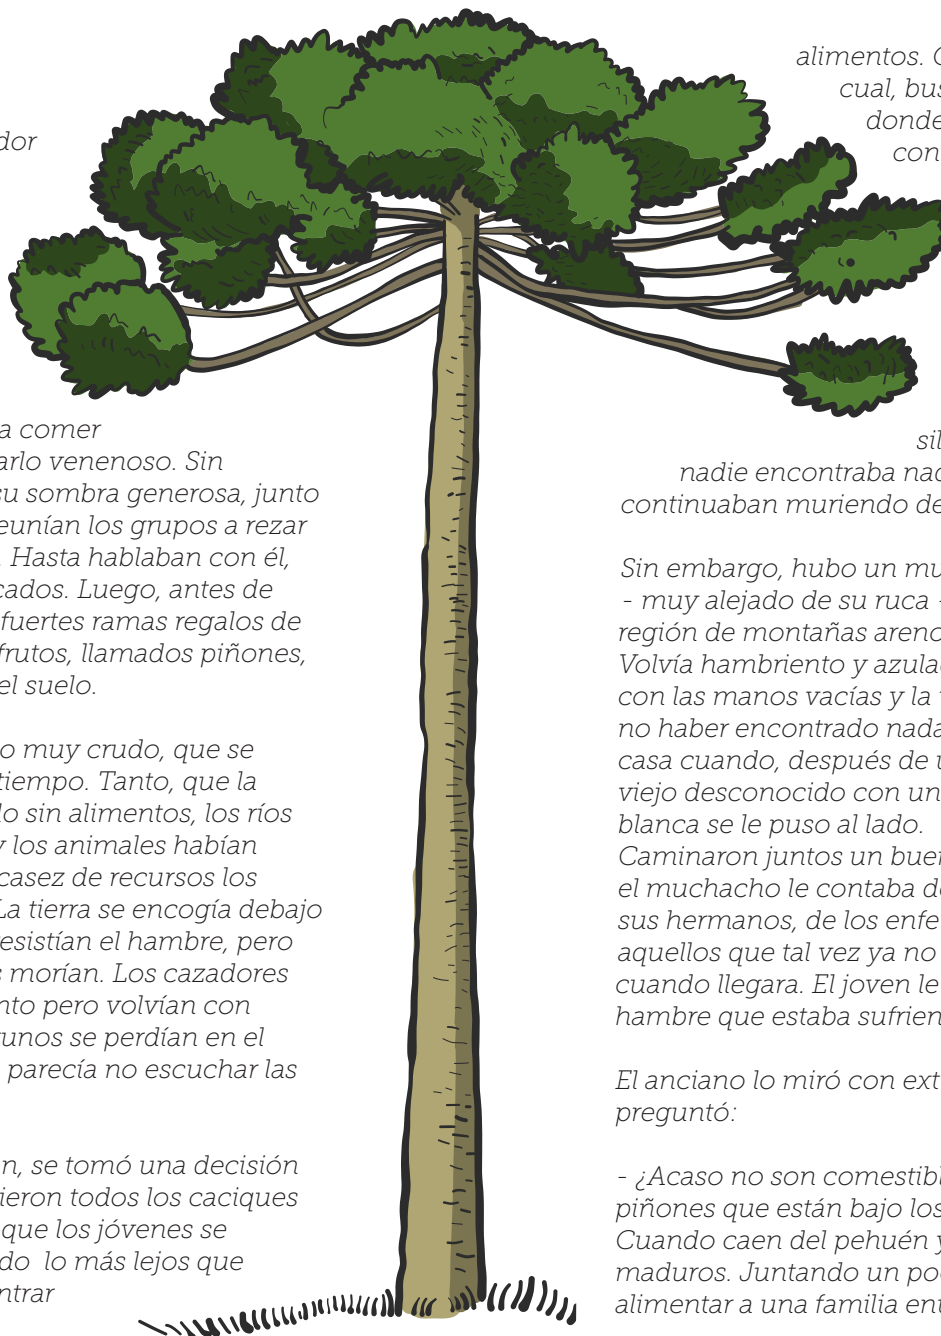 dor
a comer
arlo venenoso. Sin
su sombra generosa, junto
eunían los grupos a rezar
. Hasta hablaban con él,
cados. Luego, antes de
fuertes ramas regalos de
frutos, llamados piñones,
el suelo.
o muy crudo, que se
tiempo. Tanto, que la
lo sin alimentos, los ríos
y los animales habían
casez de recursos los
La tierra se encogía debajo
esistían el hambre, pero
s morían. Los cazadores
nto pero volvían con
unos se perdían en el
parecía no escuchar las
n, se tomó una decisión
ieron todos los caciques
que los jóvenes se
do lo más lejos que
ntrar
alimentos. C
cual, bus
donde
con
sil
nadie encontraba nad
continuaban muriendo de
Sin embargo, hubo un mu
- muy alejado de su ruca -
región de montañas areno
Volvía hambriento y azulad
con las manos vacías y la v
no haber encontrado nada
casa cuando, después de u
viejo desconocido con un
blanca se le puso al lado.
Caminaron juntos un buen
el muchacho le contaba de
sus hermanos, de los enfe
aquellos que tal vez ya no
cuando llegara. El joven le
hambre que estaba sufrien
El anciano lo miró con ext
preguntó:
- ¿Acaso no son comestibl
piñones que están bajo los
Cuando caen del pehuén y
maduros. Juntando un po
alimentar a una familia ent